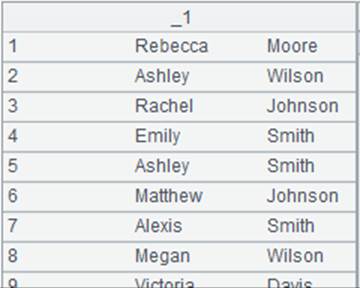 _1
1 Rebecca Moore
2 Ashley Wilson
3 Rachel Johnson
4 Emily Smith
5 Ashley Smith
6 Matthew Johnson
7 Alexis Smith
8 Megan Wilson
9 Victoria Davis